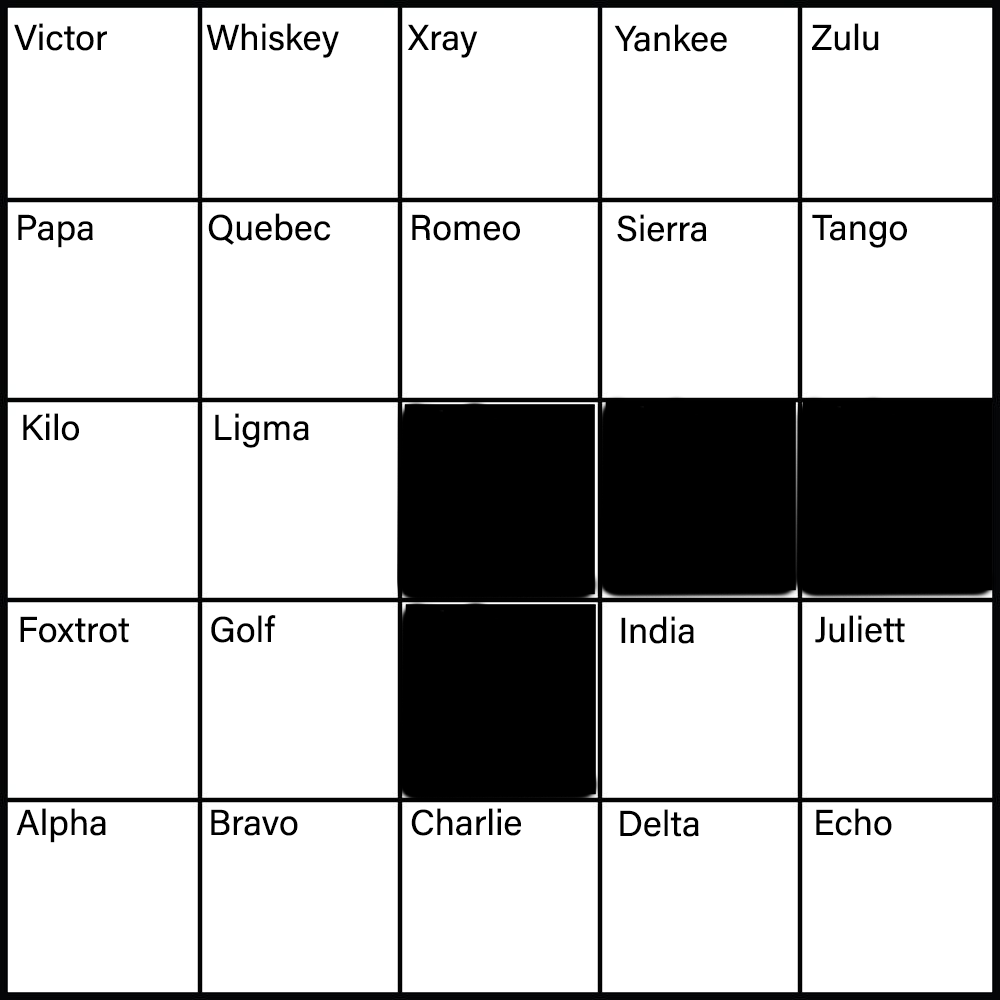 Victor Whiskey Xray Yankee Zulu
Papa Quebec Romeo Sierra Tango
Kilo Ligma
Foxtrot Golf India Juliett
Alpha Bravo Charlie Delta Echo